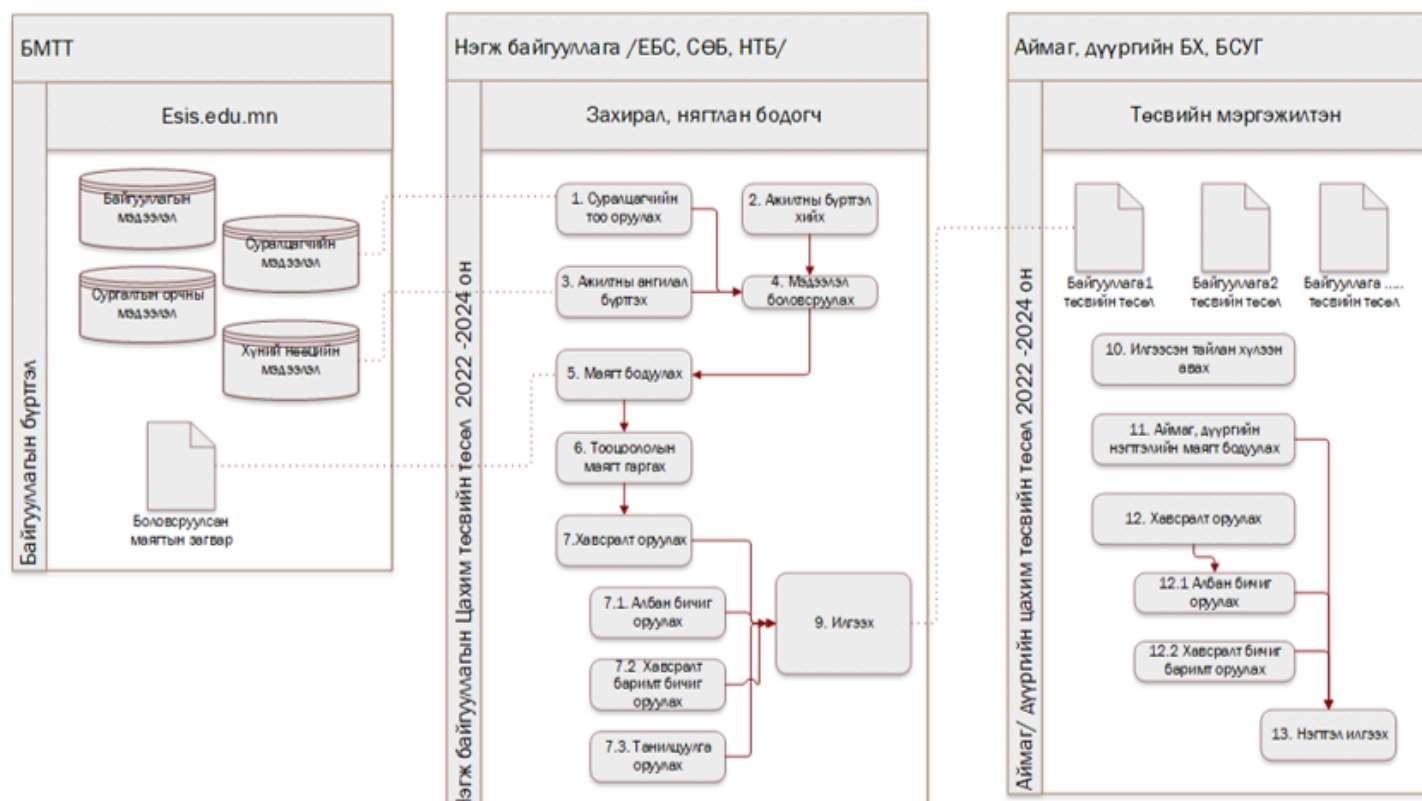 БМТТ
Esis.edu.mn
Байгууллагын бүртгэл
Байгууллагын
мэдээлэл
Суралцагчийн
мэдээлэл
Сургалтын орчны
мэдээлэл
Хүний нөөцийн
мэдээлэл
Боловсруулсан
маягтын загвар
Нэгж байгууллага /ЕБС, СӨБ, НТБ/
Захирал, нягтлан бодогч
Нэгж байгууллагын Цахим төсвийн төсөл 2022 -2024 он
1. Суралцагчийн
тоо оруулах
2. Ажилтны бүртгэл
хийх
3. Ажилтны ангилал
бүртгэх
4. Мэдээлэл
боловсруулах
5. Маягт бодуулах
6. Тооцоололын
маягт гаргах
7.Хавсралт оруулах
7.1. Албан бичиг
оруулах
7.2 Хавсралт
баримт бичиг
оруулах
7.3. Танилцуулга
оруулах
9. Илгээх
Аймаг, дүүргийн БХ, БСУГ
Төсвийн мэргэжилтэн
Аймаг/ дүүргийн цахим төсвийн төсөл 2022 -2024 он
Байгууллага1
төсвийн төсөл
Байгууллага2
төсвийн төсөл
Байгууллага .....
төсвийн төсөл
10. Илгээсэн тайлан хүлээн
авах
11. Аймаг, дүүргийн
нэгтгэлийн маягт бодуулах
12. Хавсралт оруулах
12.1 Албан бичиг
оруулах
12.2 Хавсралт бичиг
баримт оруулах
13. Нэгтгэл илгээх